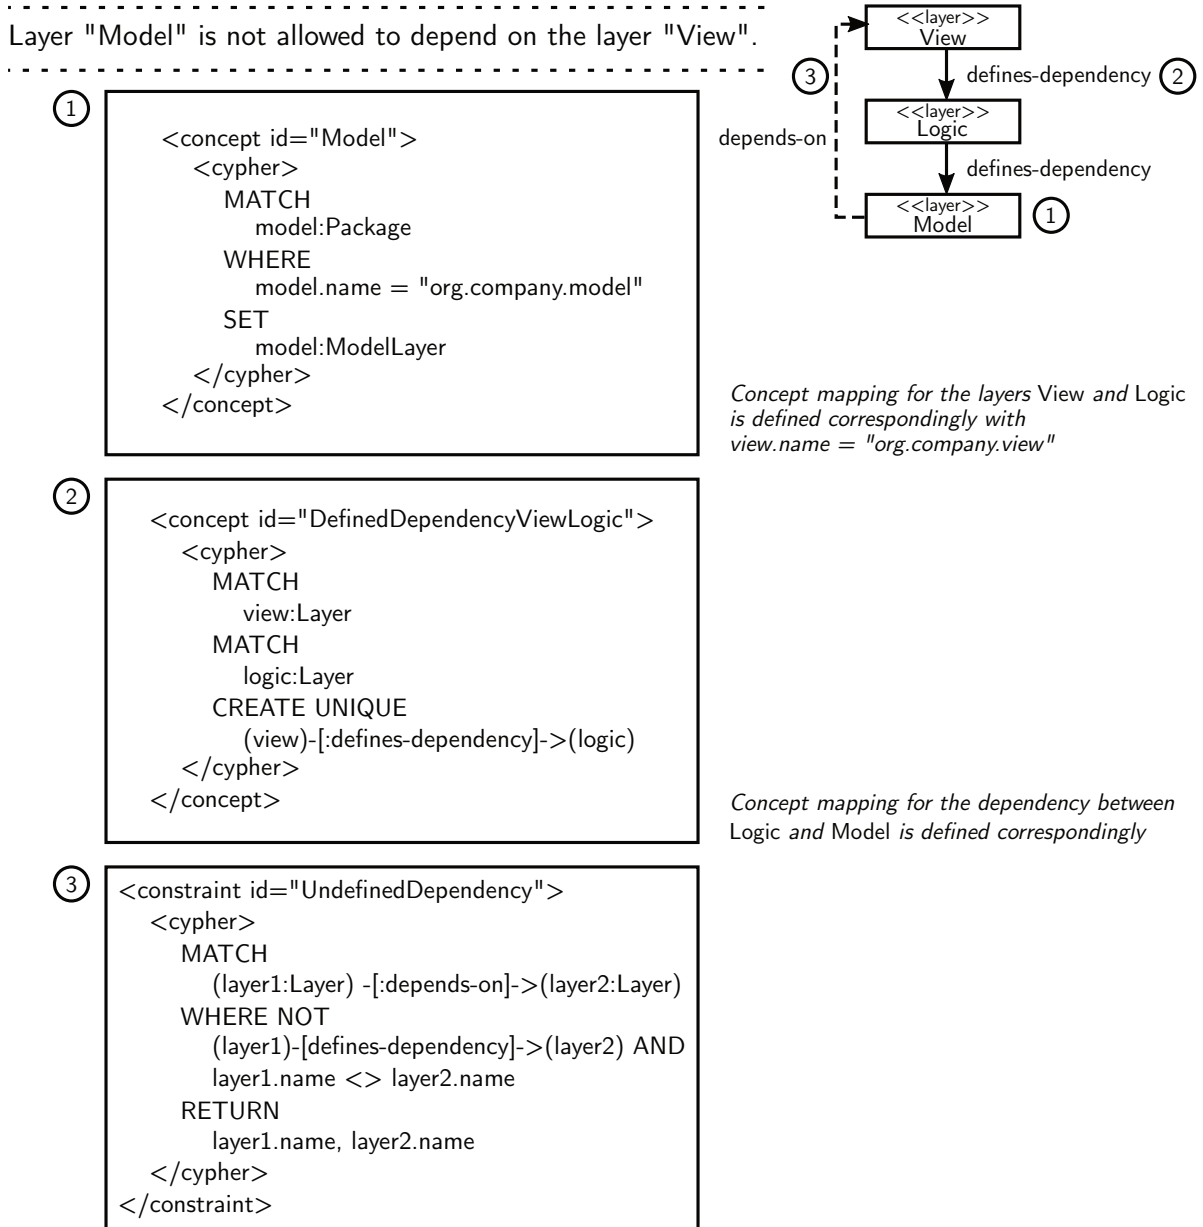 Layer "Model" is not allowed to depend on the layer "View".
<<layer>>
View
defines-dependency 2
3
<<layer>>
Logic
depends-on
defines-dependency
<<layer>>
Model
1
1
<concept id="Model">
<cypher>
MATCH
model:Package
WHERE
model.name = "org.company.model"
SET
model:ModelLayer
</cypher>
</concept>
Concept mapping for the layers View and Logic
is defined correspondingly with
view.name = "org.company.view"
2
<concept id="DefinedDependencyViewLogic">
<cypher>
MATCH
view:Layer
MATCH
logic:Layer
CREATE UNIQUE
(view)-[:defines-dependency]->(logic)
</cypher>
</concept>
Concept mapping for the dependency between
Logic and Model is defined correspondingly
3
<constraint id="UndefinedDependency">
<cypher>
MATCH
(layer1:Layer) -[:depends-on]->(layer2:Layer)
WHERE NOT
(layer1)-[defines-dependency]->(layer2) AND
layer1.name <> layer2.name
RETURN
layer1.name, layer2.name
</cypher>
</constraint>